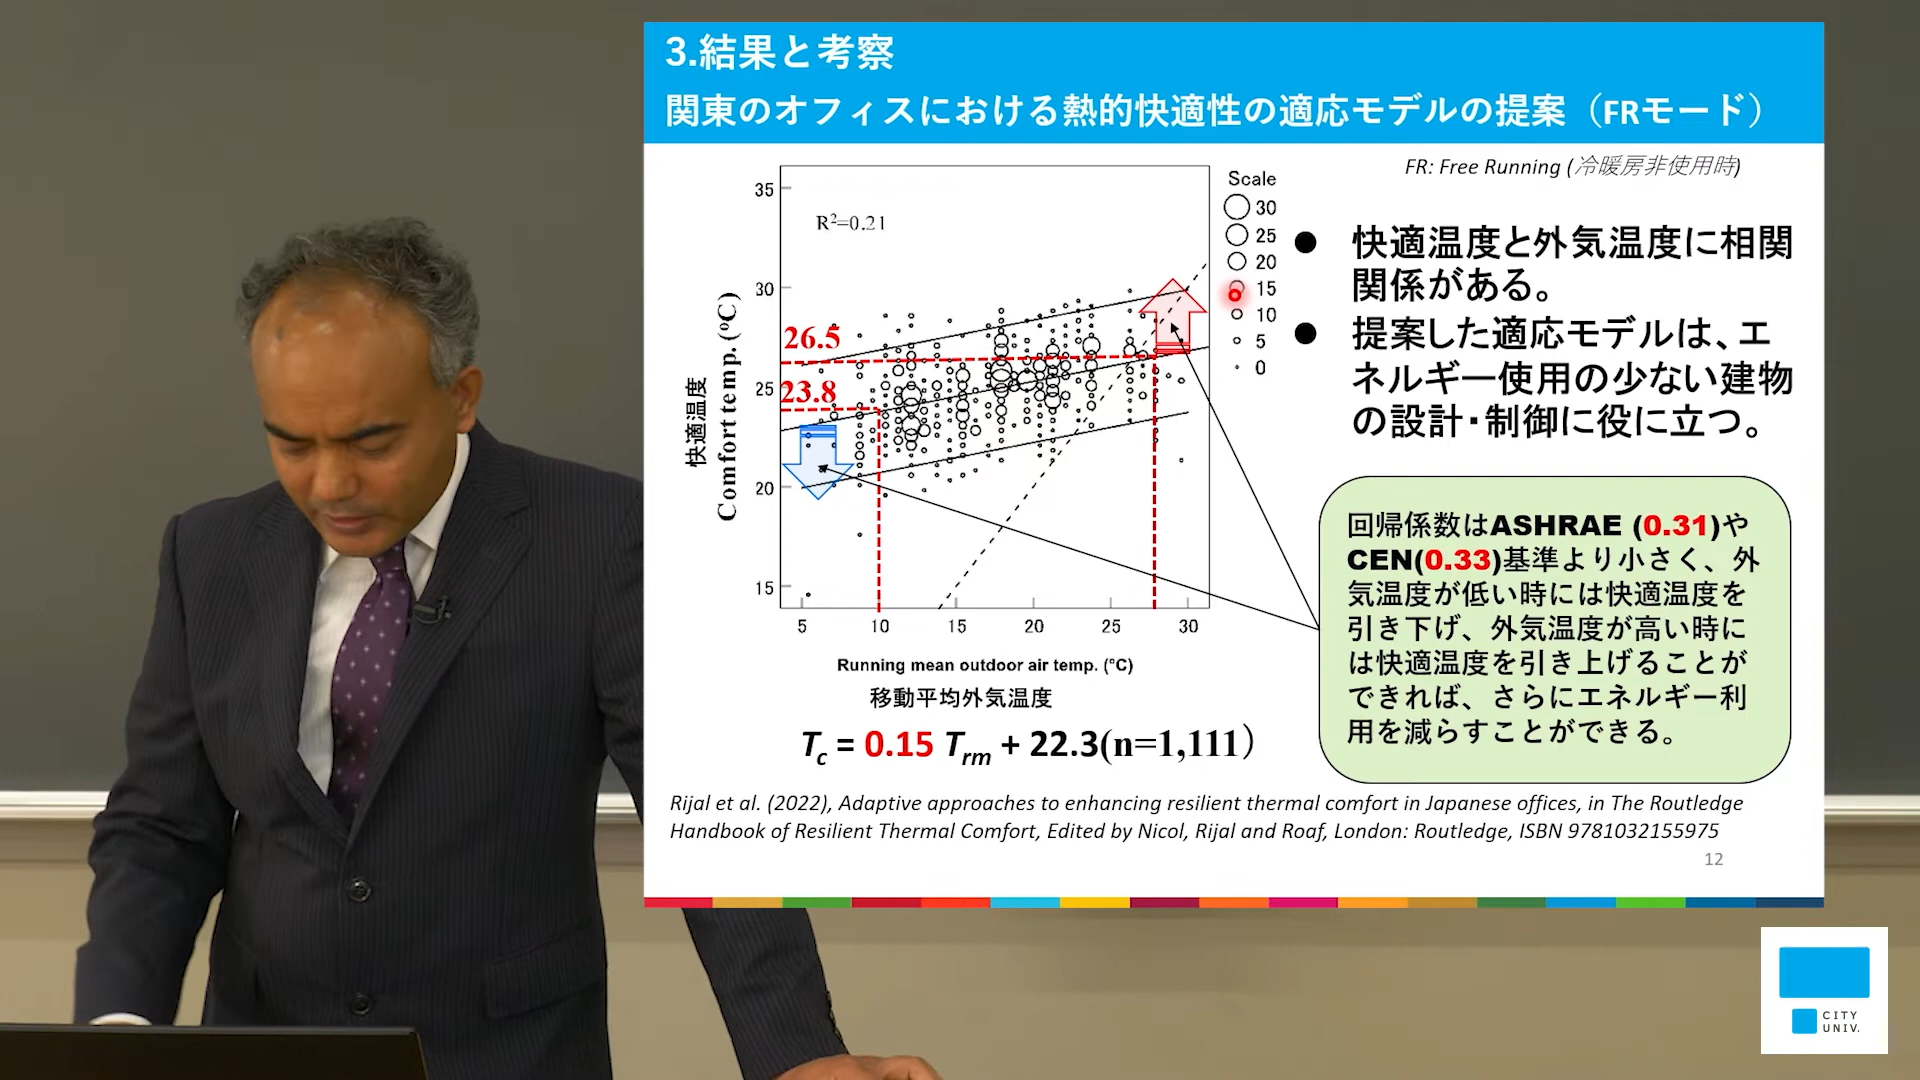 3.結果と考察
関東のオフィスにおける熱的快適性の適応モデルの提案（FRモード）
FR: Free Running (冷暖房非使用時)
35
30
25
20
15
R²=0.21
26.5
23.8
快適温度
Comfort temp. (°C)
5 10 15 20 25 30
Running mean outdoor air temp. (°C)
移動平均外気温度
Scale
30
25
20
15
10
5
0
Tc = 0.15 Trm + 22.3(n=1,111）
● 快適温度と外気温度に相関
関係がある。
● 提案した適応モデルは、エ
ネルギー使用の少ない建物
の設計・制御に役に立つ。
回帰係数はASHRAE (0.31)や
CEN(0.33)基準より小さく、外
気温度が低い時には快適温度を
引き下げ、外気温度が高い時に
は快適温度を引き上げることが
できれば、さらにエネルギー利
用を減らすことができる。
Rijal et al. (2022), Adaptive approaches to enhancing resilient thermal comfort in Japanese offices, in The Routledge
Handbook of Resilient Thermal Comfort, Edited by Nicol, Rijal and Roaf, London: Routledge, ISBN 9781032155975
12
CITY
UNIV.